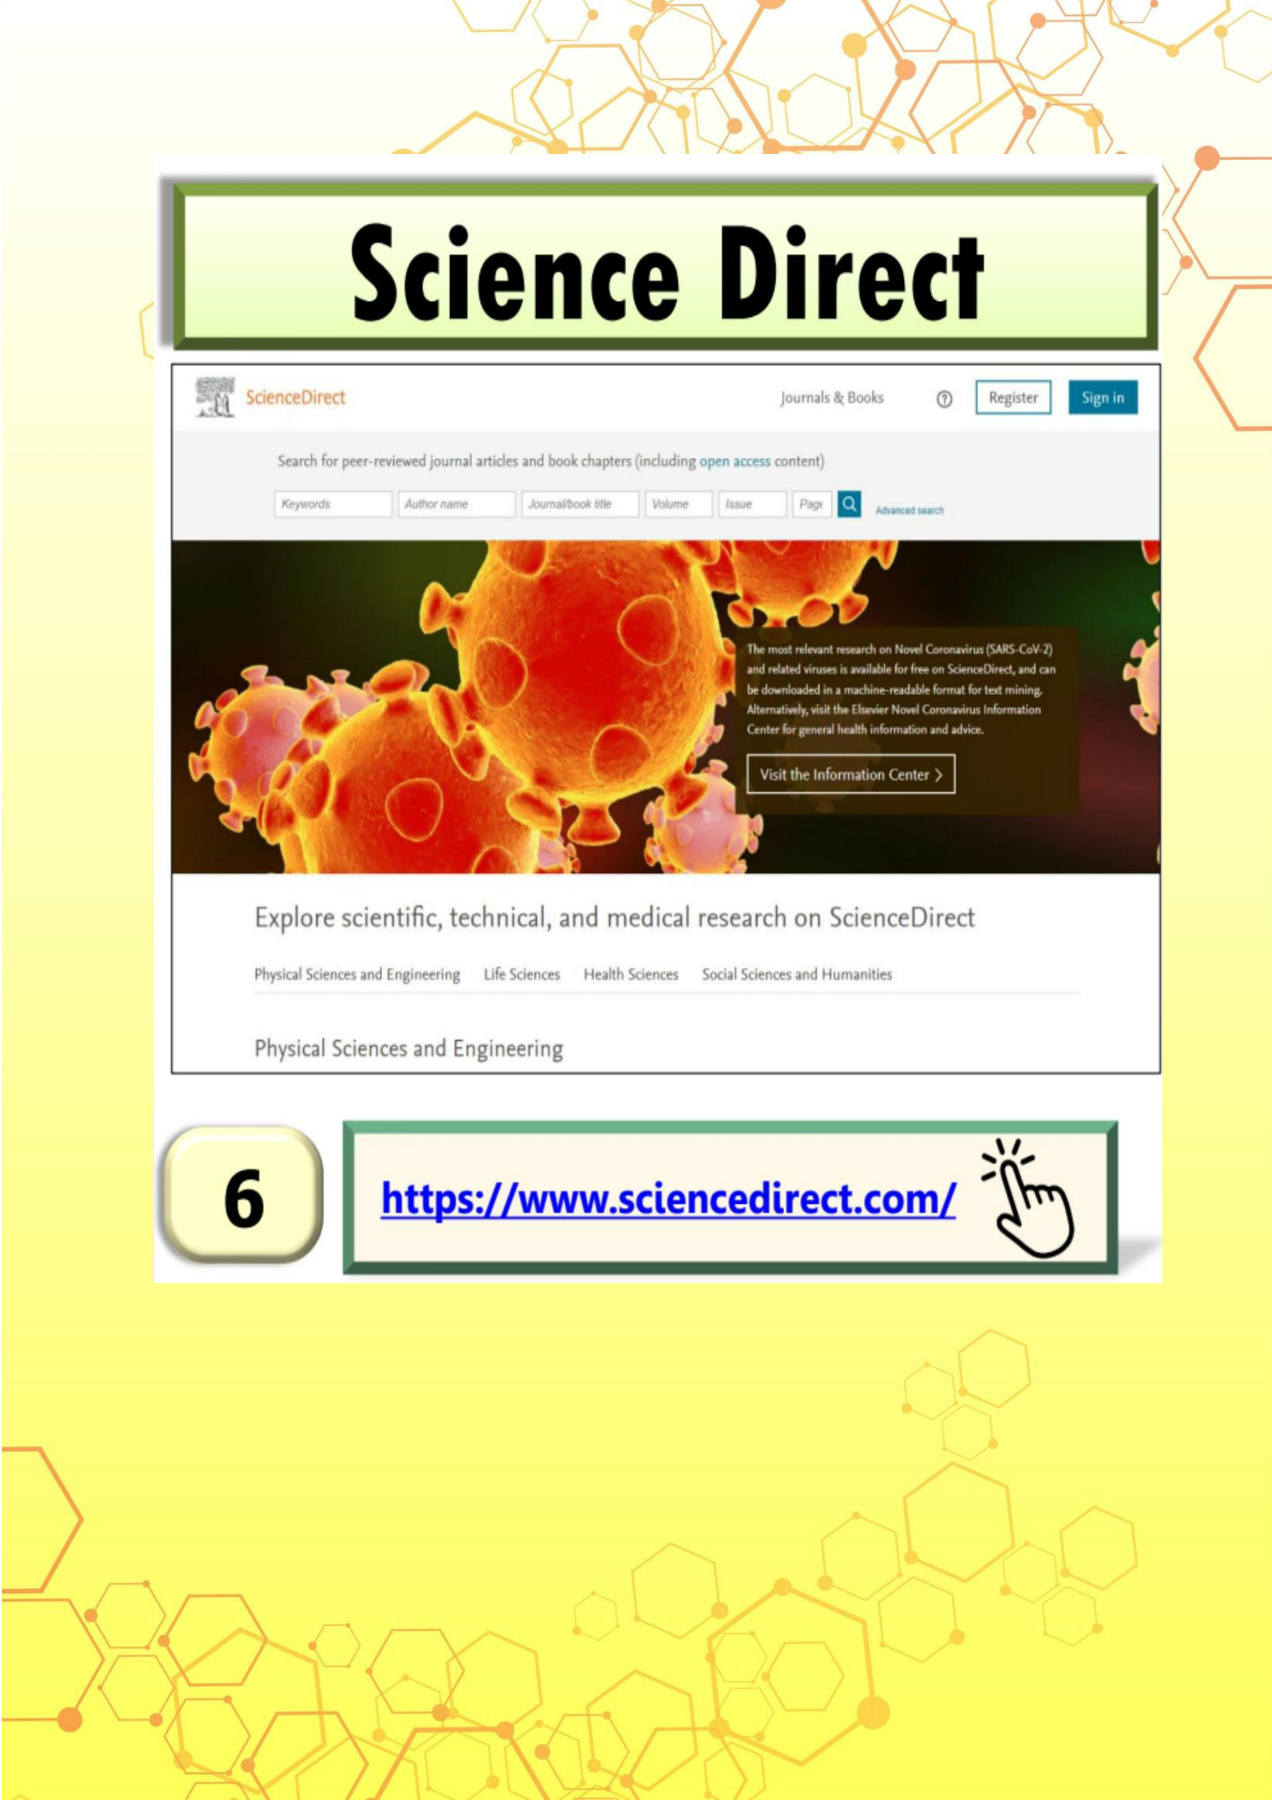 Science Direct
ScienceDirect
Journals & Books
Register
Sign in
Search for peer-reviewed journal articles and book chapters (including open access content)
Keywords
Author name
Journal/book title
Volume
Issue
Page
Advanced search
The most relevant research on Novel Coronavirus (SARS-CoV-2)
and related viruses is available for free on ScienceDirect, and can
be downloaded in a machine-readable format for text mining.
Alternatively, visit the Elsevier Novel Coronavirus Information
Center for general health information and advice.
Visit the Information Center >
Explore scientific, technical, and medical research on ScienceDirect
Physical Sciences and Engineering Life Sciences Health Sciences Social Sciences and Humanities
Physical Sciences and Engineering
6
https://www.sciencedirect.com/